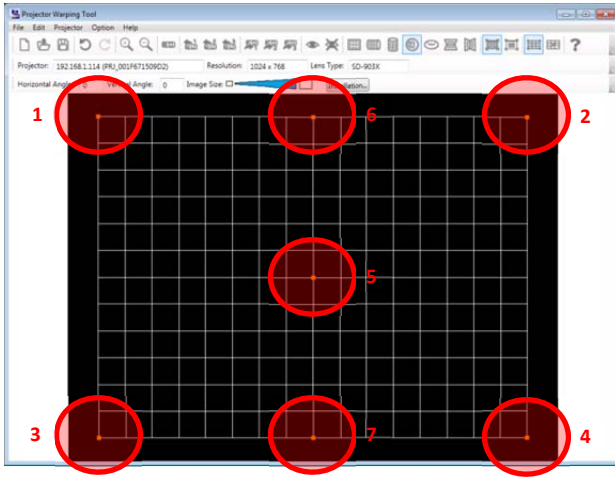 Projector Warping Tool
File Edit Projector Option Help
Projector: 192.168.1.114 (PRJ_001F671509D2) Resolution: 1024 x 768 Lens Type: SD-903X
Horizontal Angle: 0 Vertical Angle: 0 Image Size:
1 6 2
5
3 7 4